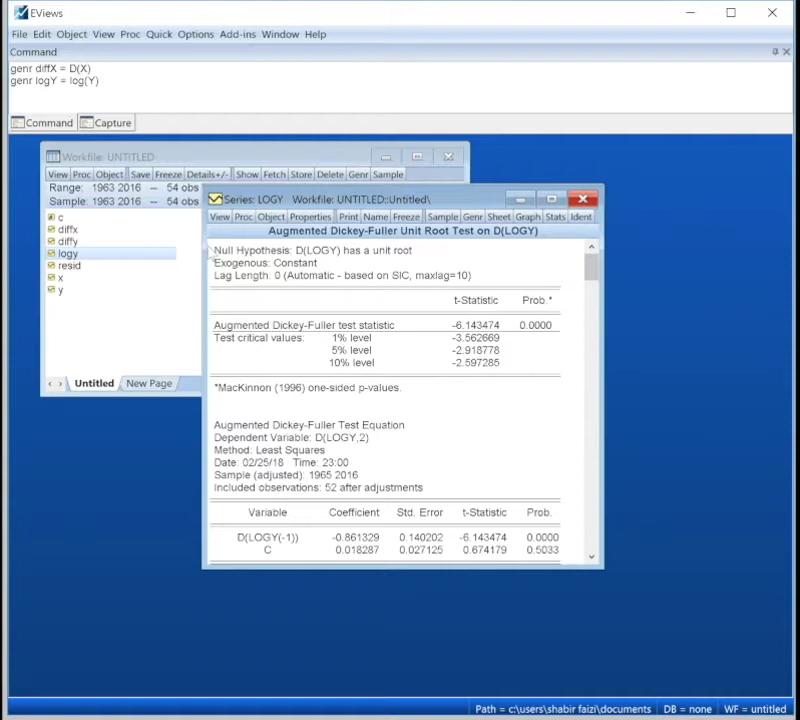 EViews
File Edit Object View Proc Quick Options Add-ins Window Help
Command
genr diffX = D(X)
genr logY = log(Y)
Command Capture
Workfile: UNTITLED
View Proc Object Save Freeze Details+/- Show Fetch Store Delete Genr Sample
Range: 1963 2016 -- 54 obs
Sample: 1963 2016 -- 54 obs
c
diffx
diffy
logy
resid
x
y
Untitled New Page
Series: LOGY Workfile: UNTITLED::Untitled\
View Proc Object Properties Print Name Freeze Sample Genr Sheet Graph Stats Ident
Augmented Dickey-Fuller Unit Root Test on D(LOGY)
Null Hypothesis: D(LOGY) has a unit root
Exogenous: Constant
Lag Length: 0 (Automatic - based on SIC, maxlag=10)
t-Statistic Prob.*
Augmented Dickey-Fuller test statistic -6.143474 0.0000
Test critical values: 1% level -3.562669
5% level -2.918778
10% level -2.597285
*MacKinnon (1996) one-sided p-values.
Augmented Dickey-Fuller Test Equation
Dependent Variable: D(LOGY,2)
Method: Least Squares
Date: 02/25/18 Time: 23:00
Sample (adjusted): 1965 2016
Included observations: 52 after adjustments
Variable Coefficient Std. Error t-Statistic Prob.
D(LOGY(-1)) -0.861329 0.140202 -6.143474 0.0000
C 0.018287 0.027125 0.674179 0.5033
Path = c:\users\shabir faizi\documents DB = none WF = untitled